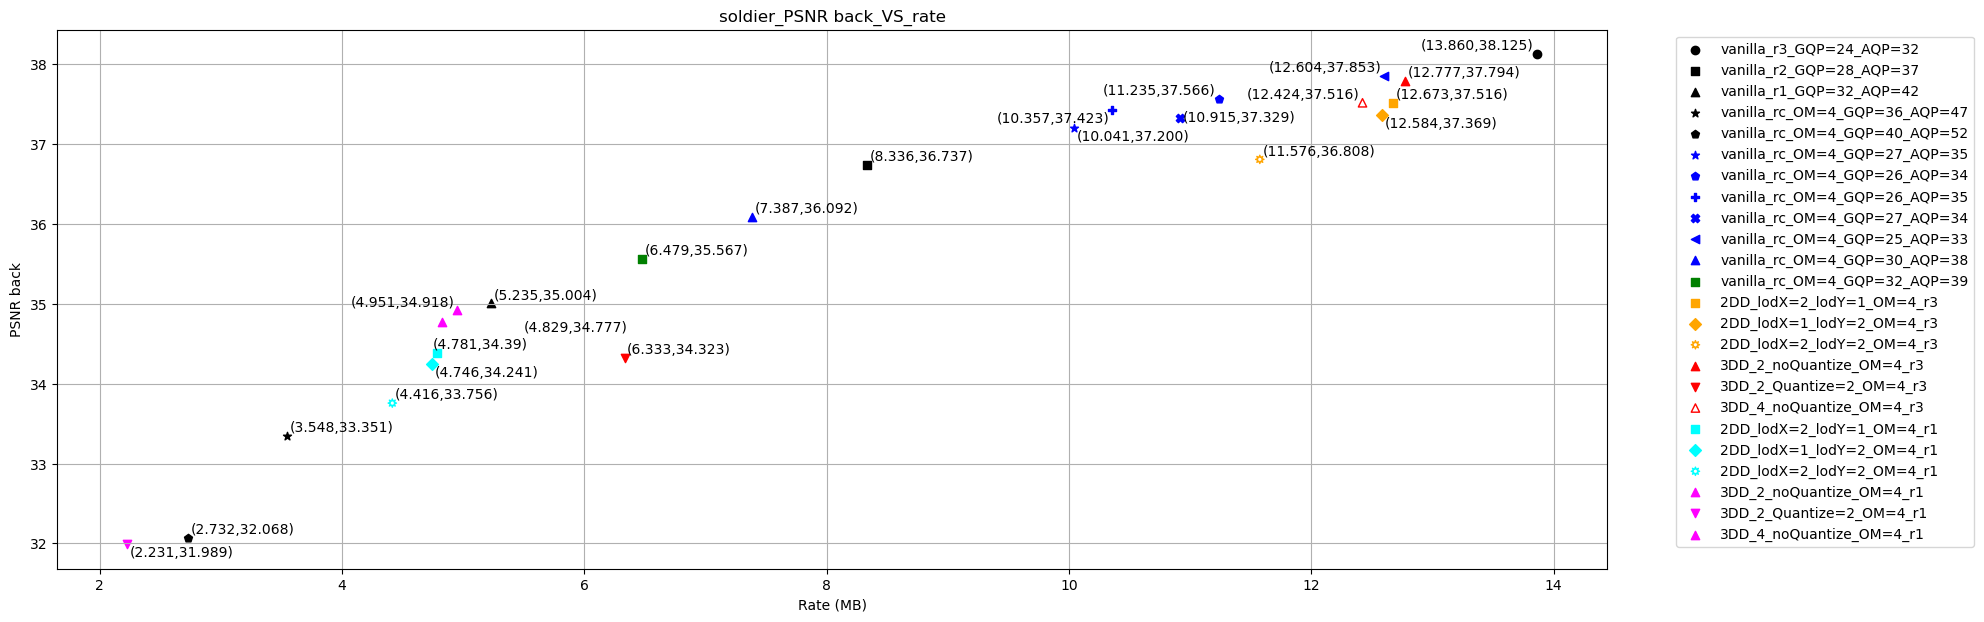 soldier_PSNR back_VS_rate
(13.860,38.125)
(12.604,37.853)
(12.777,37.794)
(11.235,37.566)
(12.424,37.516)
(12.673,37.516)
(10.357,37.423)
(10.915,37.329)
(12.584,37.369)
(10.041,37.200)
(11.576,36.808)
(8.336,36.737)
(7.387,36.092)
(6.479,35.567)
(5.235,35.004)
(4.951,34.918)
(4.829,34.777)
(4.781,34.39)
(6.333,34.323)
(4.746,34.241)
(4.416,33.756)
(3.548,33.351)
(2.732,32.068)
(2.231,31.989)
38
37
36
35
34
33
32
PSNR back
2 4 6 8 10 12 14
Rate (MB)
vanilla_r3_GQP=24_AQP=32
vanilla_r2_GQP=28_AQP=37
vanilla_r1_GQP=32_AQP=42
vanilla_rc_OM=4_GQP=36_AQP=47
vanilla_rc_OM=4_GQP=40_AQP=52
vanilla_rc_OM=4_GQP=27_AQP=35
vanilla_rc_OM=4_GQP=26_AQP=34
vanilla_rc_OM=4_GQP=26_AQP=35
vanilla_rc_OM=4_GQP=27_AQP=34
vanilla_rc_OM=4_GQP=25_AQP=33
vanilla_rc_OM=4_GQP=30_AQP=38
vanilla_rc_OM=4_GQP=32_AQP=39
2DD_lodX=2_lodY=1_OM=4_r3
2DD_lodX=1_lodY=2_OM=4_r3
2DD_lodX=2_lodY=2_OM=4_r3
3DD_2_noQuantize_OM=4_r3
3DD_2_Quantize=2_OM=4_r3
3DD_4_noQuantize_OM=4_r3
2DD_lodX=2_lodY=1_OM=4_r1
2DD_lodX=1_lodY=2_OM=4_r1
2DD_lodX=2_lodY=2_OM=4_r1
3DD_2_noQuantize_OM=4_r1
3DD_2_Quantize=2_OM=4_r1
3DD_4_noQuantize_OM=4_r1